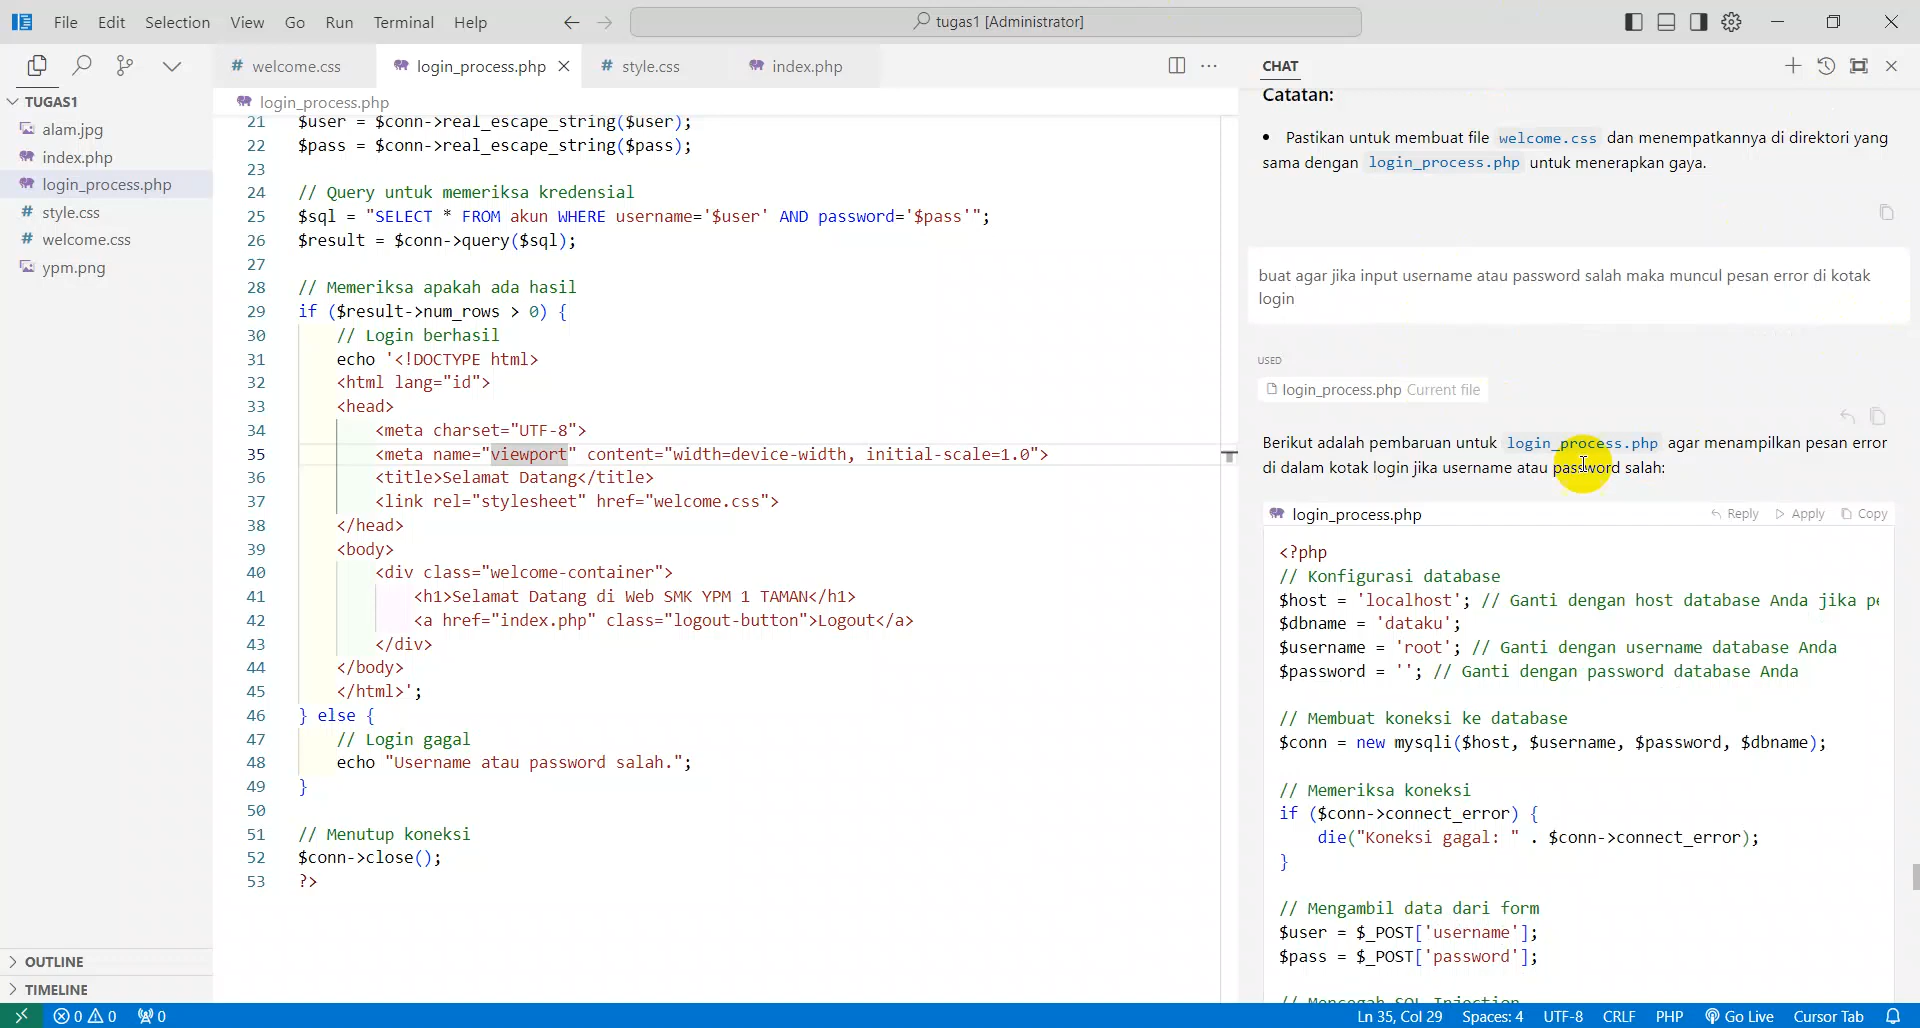 File Edit Selection View Go Run Terminal Help
tugas1 [Administrator]
TUGAS1
alam.jpg
index.php
login_process.php
style.css
welcome.css
ypm.png
OUTLINE
TIMELINE
# welcome.css login_process.php # style.css index.php
login_process.php
21 $user = $conn->real_escape_string($user);
22 $pass = $conn->real_escape_string($pass);
23
24 // Query untuk memeriksa kredensial
25 $sql = "SELECT * FROM akun WHERE username='$user' AND password='$pass'";
26 $result = $conn->query($sql);
27
28 // Memeriksa apakah ada hasil
29 if ($result->num_rows > 0) {
30 // Login berhasil
31 echo '<!DOCTYPE html>
32 <html lang="id">
33 <head>
34 <meta charset="UTF-8">
35 <meta name="viewport" content="width=device-width, initial-scale=1.0">
36 <title>Selamat Datang</title>
37 <link rel="stylesheet" href="welcome.css">
38 </head>
39 <body>
40 <div class="welcome-container">
41 <h1>Selamat Datang di Web SMK YPM 1 TAMAN</h1>
42 <a href="index.php" class="logout-button">Logout</a>
43 </div>
44 </body>
45 </html>';
46 } else {
47 // Login gagal
48 echo "Username atau password salah.";
49 }
50
51 // Menutup koneksi
52 $conn->close();
53 ?>
CHAT
Catatan:
• Pastikan untuk membuat file welcome.css dan menempatkannya di direktori yang
sama dengan login_process.php untuk menerapkan gaya.
buat agar jika input username atau password salah maka muncul pesan error di kotak
login
USED
login_process.php Current file
Berikut adalah pembaruan untuk login_process.php agar menampilkan pesan error
di dalam kotak login jika username atau password salah:
login_process.php Reply Apply Copy
<?php
// Konfigurasi database
$host = 'localhost'; // Ganti dengan host database Anda jika
$dbname = 'dataku';
$username = 'root'; // Ganti dengan username database Anda
$password = ''; // Ganti dengan password database Anda
// Membuat koneksi ke database
$conn = new mysqli($host, $username, $password, $dbname);
// Memeriksa koneksi
if ($conn->connect_error) {
die("Koneksi gagal: " . $conn->connect_error);
}
// Mengambil data dari form
$user = $_POST['username'];
$pass = $_POST['password'];
// Mencegah SQL Injection
0 0 0 Ln 35, Col 29 Spaces: 4 UTF-8 CRLF PHP Go Live Cursor Tab